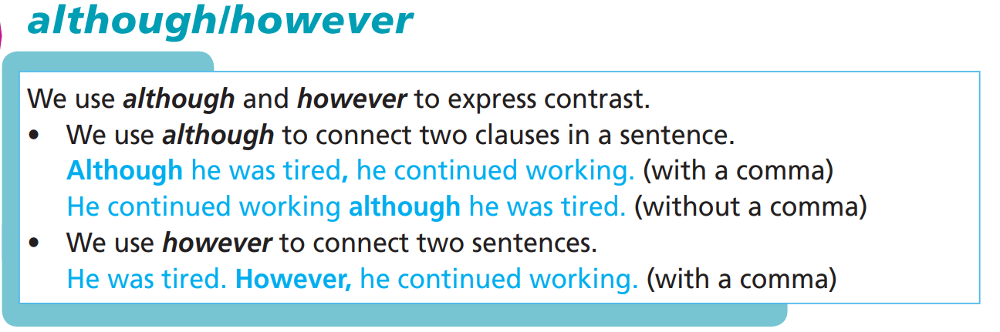 although/however
We use although and however to express contrast.
• We use although to connect two clauses in a sentence.
Although he was tired, he continued working. (with a comma)
He continued working although he was tired. (without a comma)
• We use however to connect two sentences.
He was tired. However, he continued working. (with a comma)